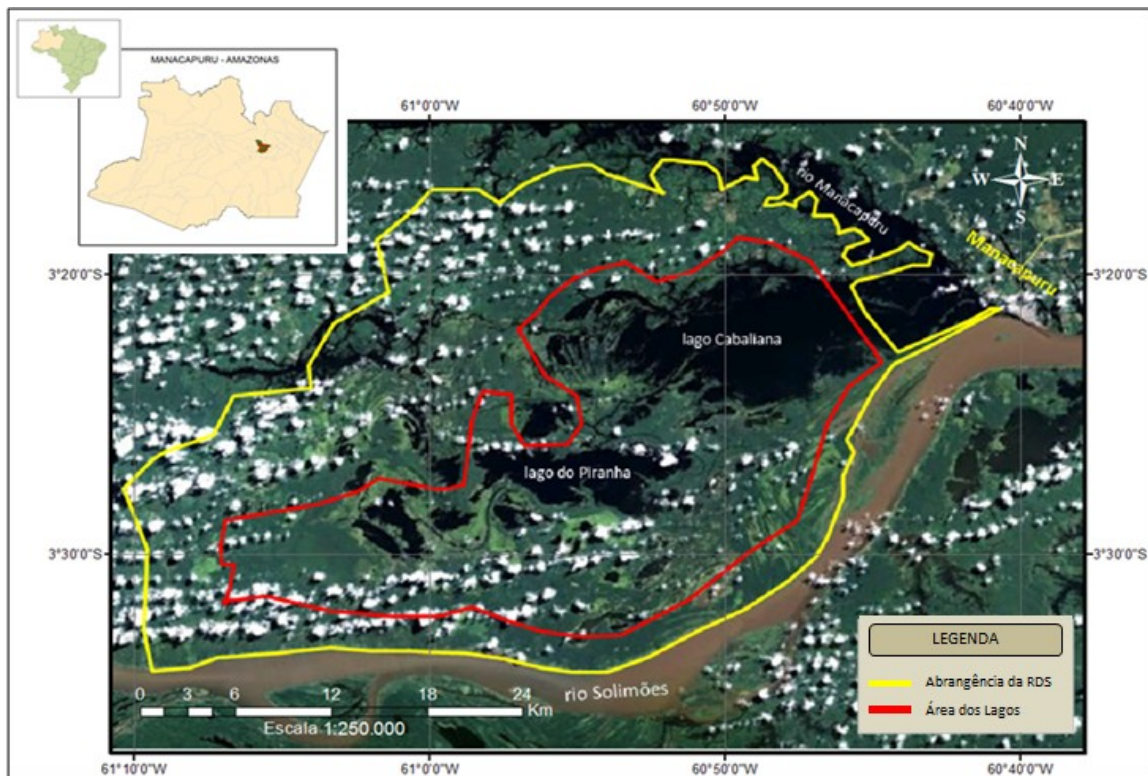 MANACAPURU - AMAZONAS
61°0'0"W
60°50'0"W
60°40'0"W
N
W E
S
rio Manacapuru
Manacapuru
3°20'0"S
3°20'0"S
lago Cabaliana
lago do Piranha
3°30'0"S
3°30'0"S
LEGENDA
Abrangência da RDS
Área dos Lagos
rio Solimões
0 3 6 12 18 24
Km
Escala 1:250.000
61°10'0"W
61°0'0"W
60°50'0"W
60°40'0"W